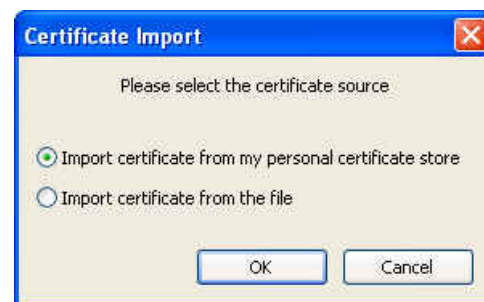 Certificate Import
Please select the certificate source
Import certificate from my personal certificate store
Import certificate from the file
OK Cancel